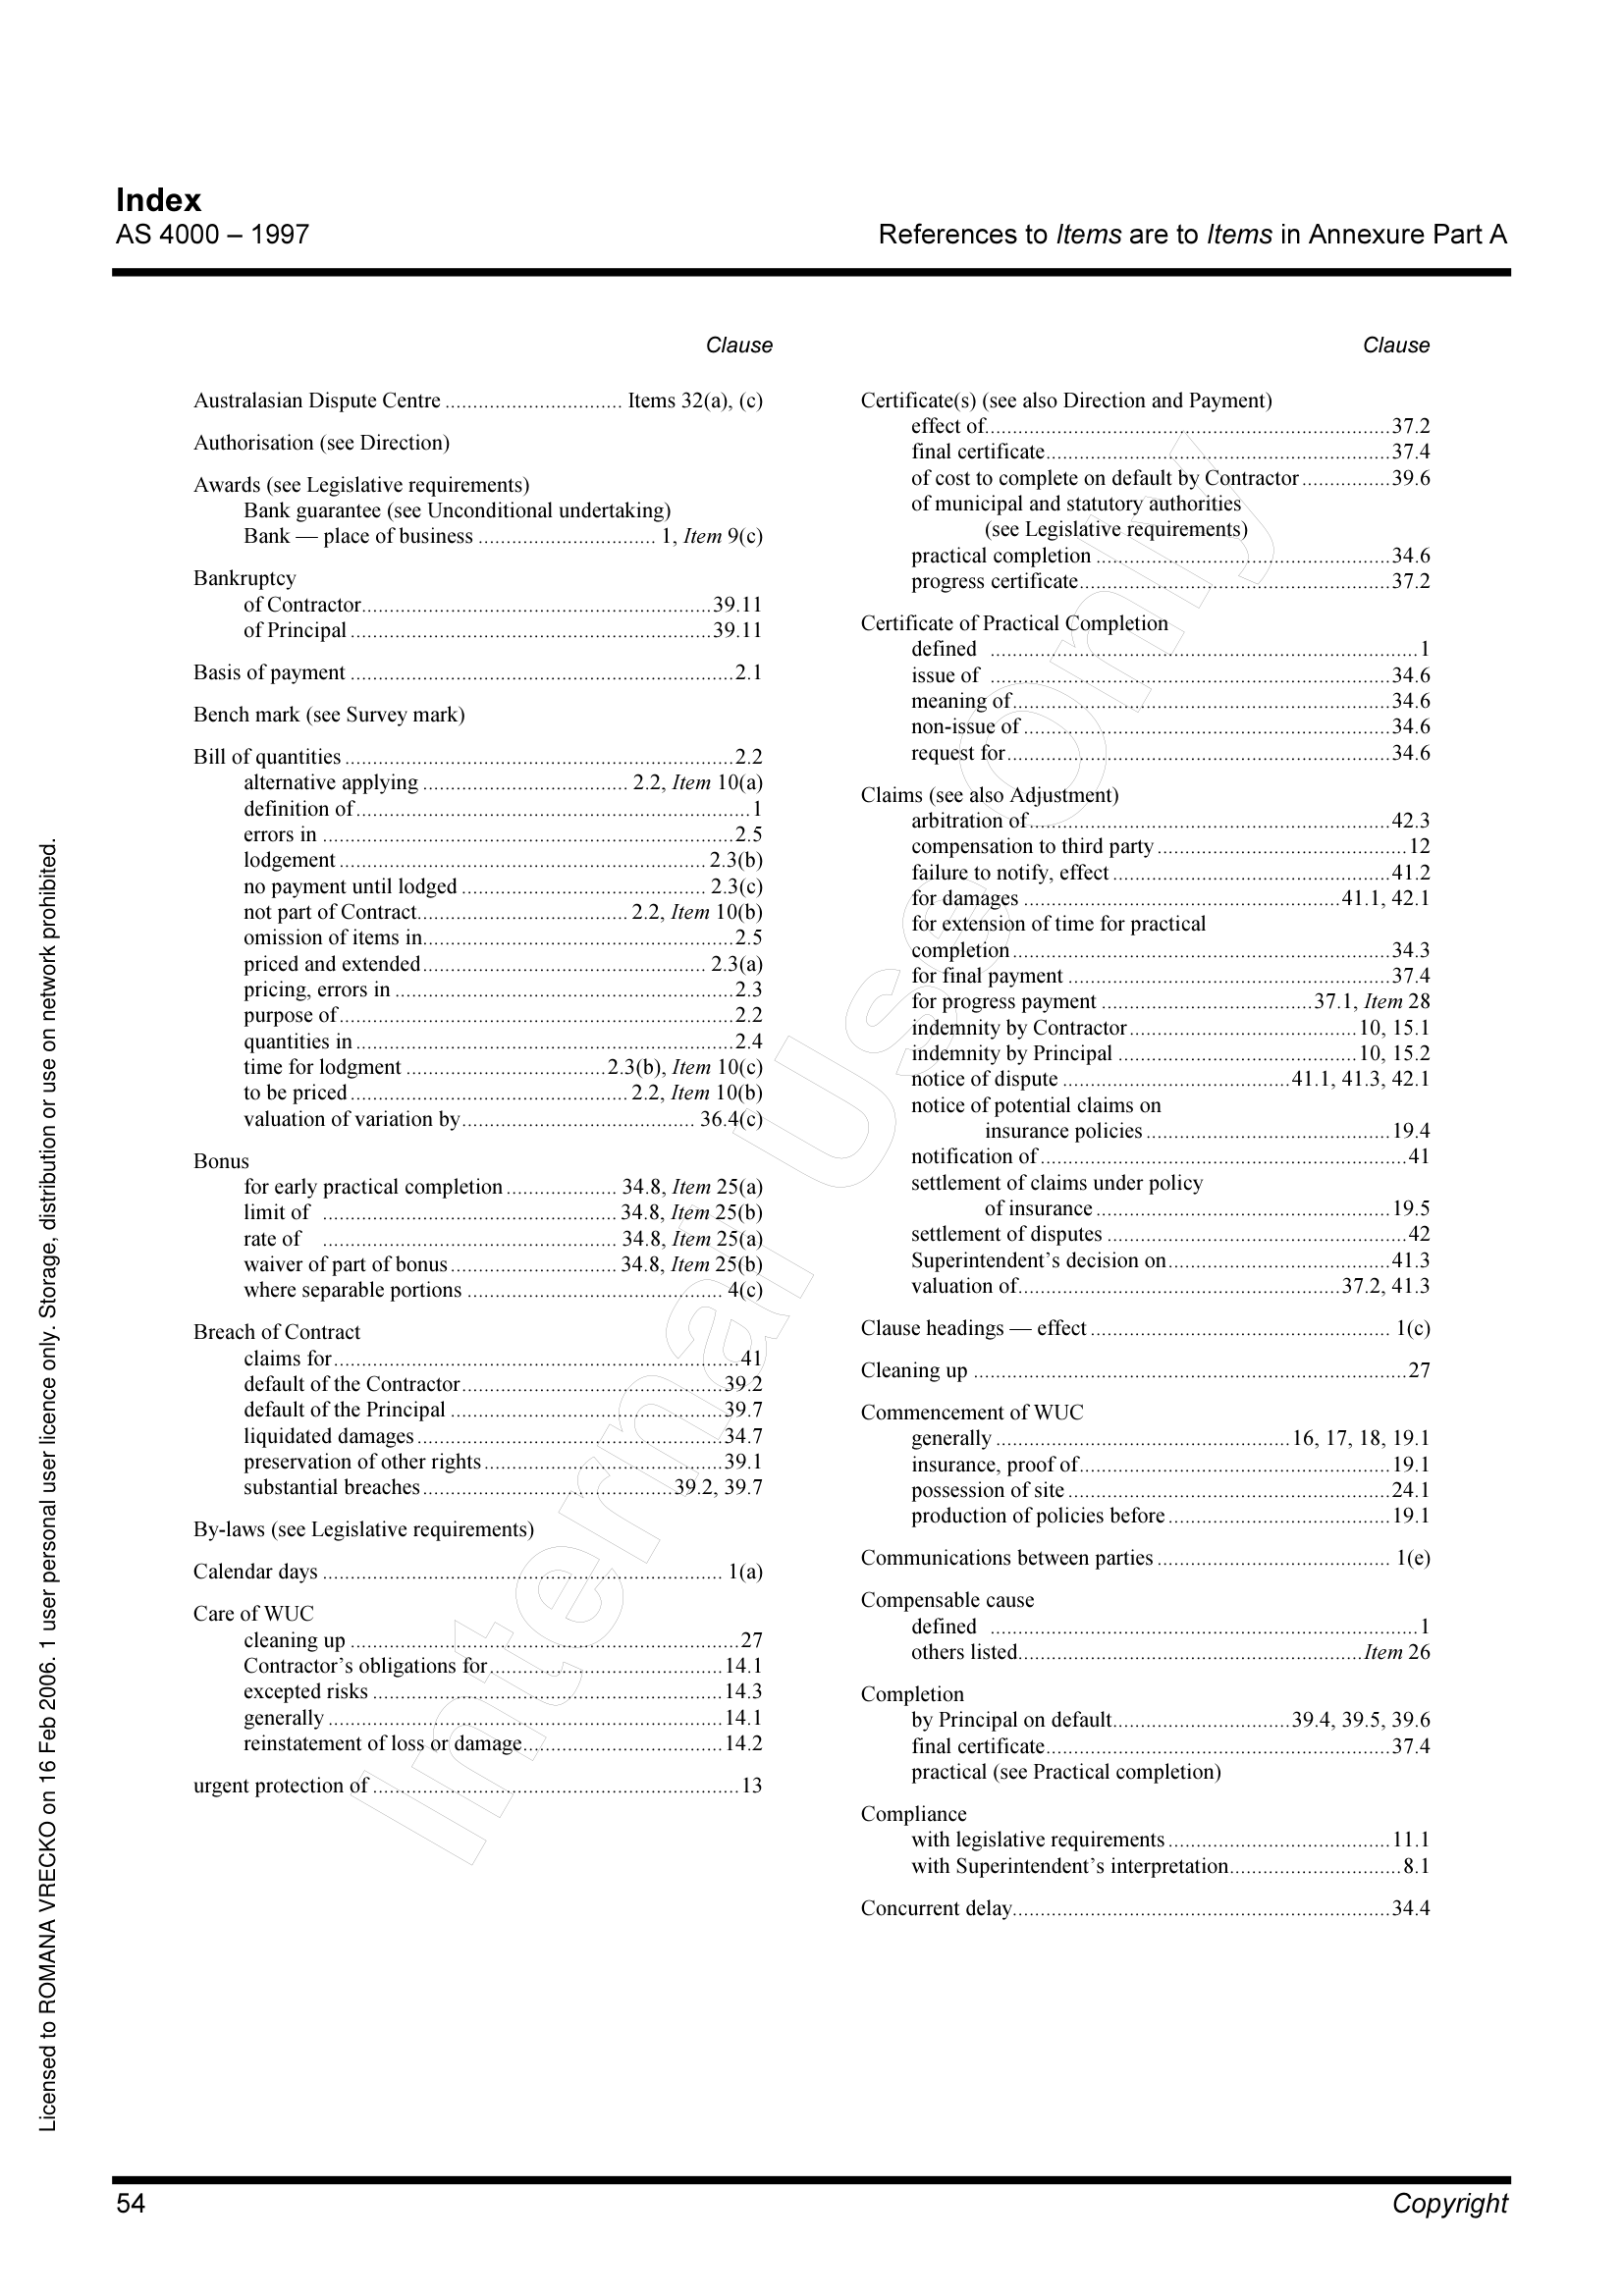 Index
AS 4000 – 1997
References to Items are to Items in Annexure Part A
Clause
Australasian Dispute Centre ................................ Items 32(a), (c)
Authorisation (see Direction)
Awards (see Legislative requirements)
Bank guarantee (see Unconditional undertaking)
Bank — place of business ................................ 1, Item 9(c)
Bankruptcy
of Contractor................................39.11
of Principal ................................39.11
Basis of payment ................................2.1
Bench mark (see Survey mark)
Bill of quantities ................................2.2
alternative applying ................................ 2.2, Item 10(a)
definition of................................1
errors in ................................2.5
lodgement ................................ 2.3(b)
no payment until lodged ................................ 2.3(c)
not part of Contract................................ 2.2, Item 10(b)
omission of items in................................2.5
priced and extended................................ 2.3(a)
pricing, errors in ................................2.3
purpose of................................2.2
quantities in ................................2.4
time for lodgment ................................2.3(b), Item 10(c)
to be priced ................................ 2.2, Item 10(b)
valuation of variation by................................ 36.4(c)
Bonus
for early practical completion .................... 34.8, Item 25(a)
limit of ................................ 34.8, Item 25(b)
rate of ................................ 34.8, Item 25(a)
waiver of part of bonus .............................. 34.8, Item 25(b)
where separable portions ................................ 4(c)
Breach of Contract
claims for................................41
default of the Contractor................................39.2
default of the Principal ................................39.7
liquidated damages ................................34.7
preservation of other rights ................................39.1
substantial breaches................................39.2, 39.7
By-laws (see Legislative requirements)
Calendar days ................................ 1(a)
Care of WUC
cleaning up ................................27
Contractor’s obligations for................................14.1
excepted risks ................................14.3
generally ................................14.1
reinstatement of loss or damage................................14.2
urgent protection of ................................13
Clause
Certificate(s) (see also Direction and Payment)
effect of................................37.2
final certificate................................37.4
of cost to complete on default by Contractor ................39.6
of municipal and statutory authorities
(see Legislative requirements)
practical completion ................................34.6
progress certificate................................37.2
Certificate of Practical Completion
defined ................................1
issue of ................................34.6
meaning of................................34.6
non-issue of ................................34.6
request for................................34.6
Claims (see also Adjustment)
arbitration of................................42.3
compensation to third party ................................12
failure to notify, effect ................................41.2
for damages ................................41.1, 42.1
for extension of time for practical
completion ................................34.3
for final payment ................................37.4
for progress payment ................................37.1, Item 28
indemnity by Contractor................................10, 15.1
indemnity by Principal ................................10, 15.2
notice of dispute ................................41.1, 41.3, 42.1
notice of potential claims on
insurance policies ................................19.4
notification of ................................41
settlement of claims under policy
of insurance ................................19.5
settlement of disputes ................................42
Superintendent’s decision on................................41.3
valuation of................................37.2, 41.3
Clause headings — effect ................................ 1(c)
Cleaning up ................................27
Commencement of WUC
generally ................................16, 17, 18, 19.1
insurance, proof of................................19.1
possession of site ................................24.1
production of policies before ................................19.1
Communications between parties ................................ 1(e)
Compensable cause
defined ................................1
others listed................................Item 26
Completion
by Principal on default................................39.4, 39.5, 39.6
final certificate................................37.4
practical (see Practical completion)
Compliance
with legislative requirements ................................11.1
with Superintendent’s interpretation...............................8.1
Concurrent delay................................34.4
Internal Use only
Licensed to ROMANA VRECKO on 16 Feb 2006. 1 user personal user licence only. Storage, distribution or use on network prohibited.
54
Copyright